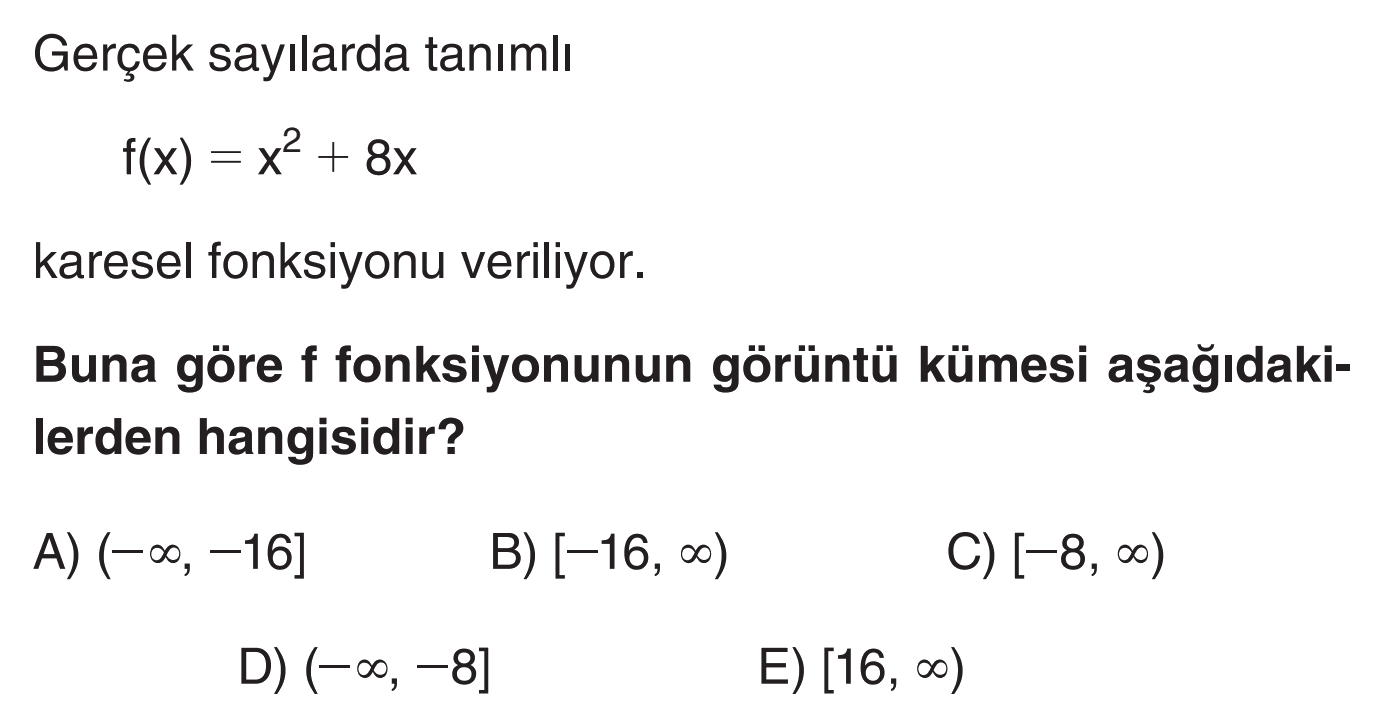 Gerçek sayılarda tanımlı
f(x) = x² + 8x
karesel fonksiyonu veriliyor.
Buna göre f fonksiyonunun görüntü kümesi aşağıdaki-
lerden hangisidir?
A) (−∞, −16] B) [−16, ∞) C) [−8, ∞)
D) (−∞, −8] E) [16, ∞)